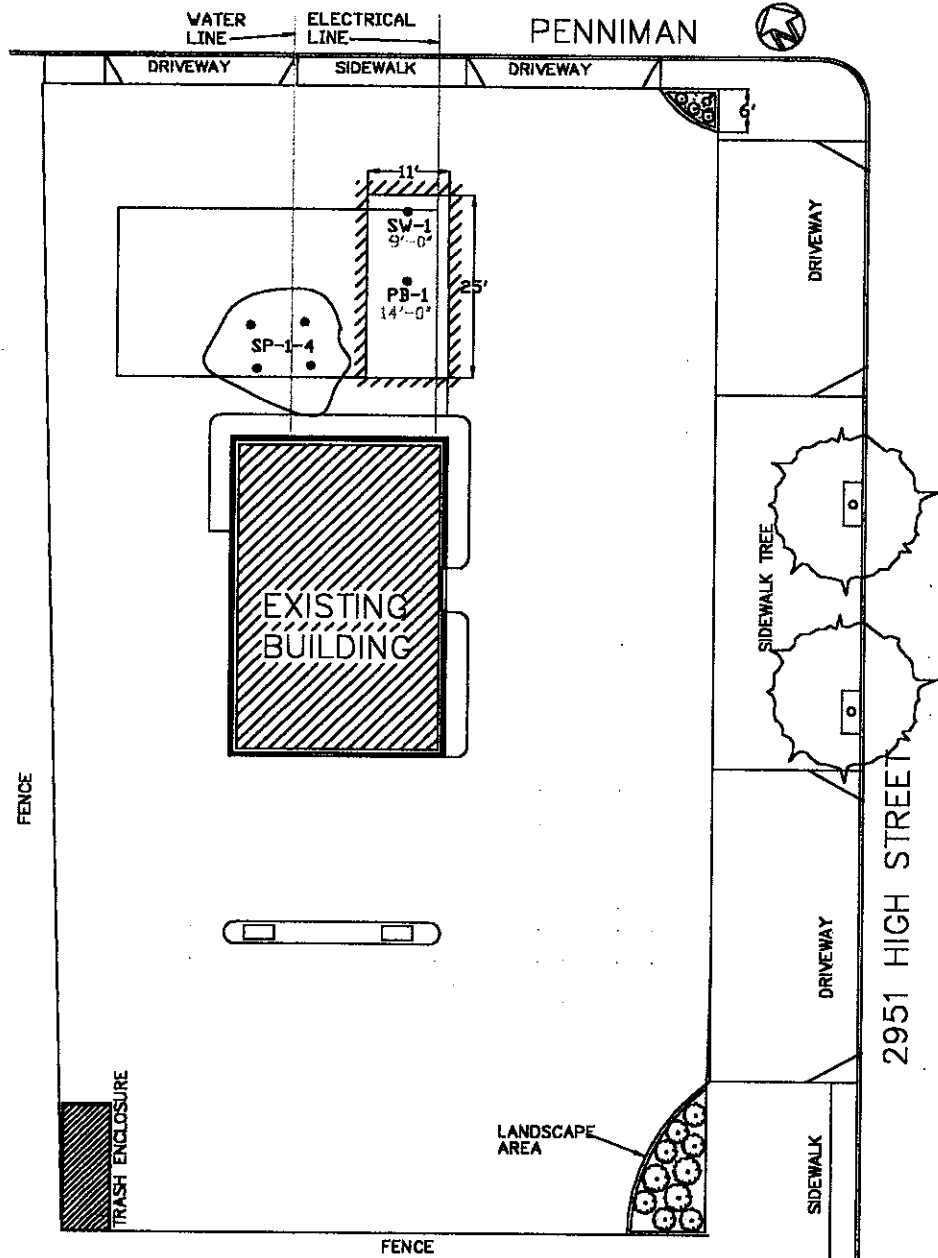 WATER
LINE
ELECTRICAL
LINE
PENNIMAN
DRIVEWAY
SIDEWALK
DRIVEWAY
6'
11'
SW-1
9'-0"
25'
PB-1
14'-0"
SP-1-4
DRIVEWAY
SIDEWALK TREE
EXISTING
BUILDING
FENCE
2951 HIGH STREET
DRIVEWAY
TRASH ENCLOSURE
LANDSCAPE
AREA
SIDEWALK
FENCE